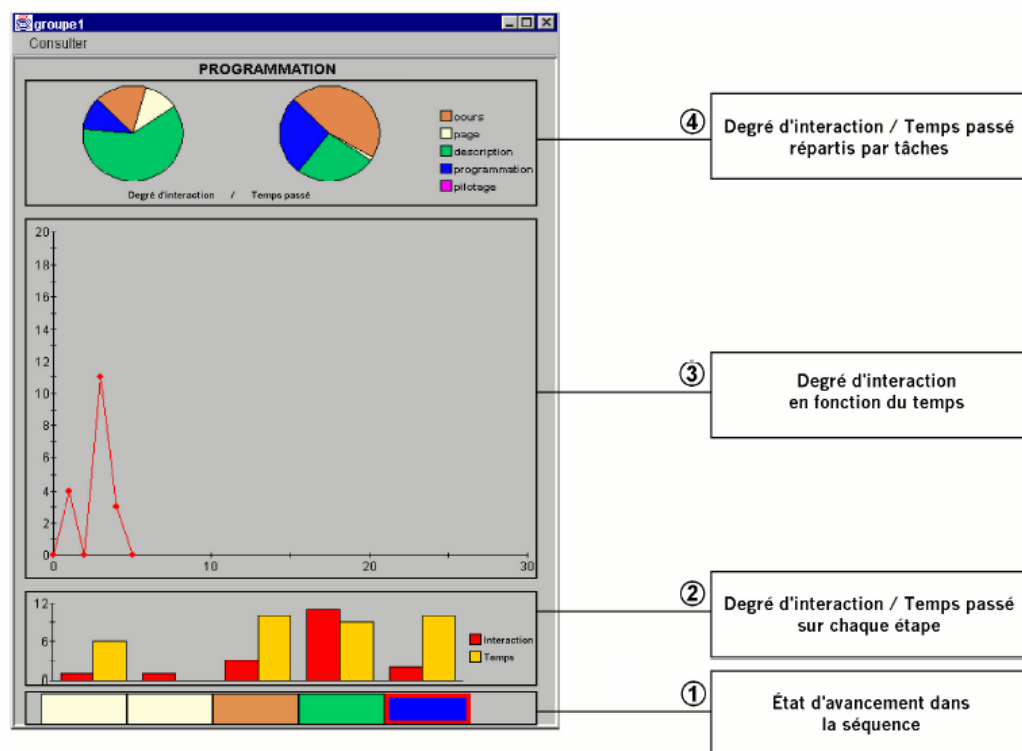 groupe1
Consulter
PROGRAMMATION
cours
page
description
programmation
pilotage
Degré d'interaction / Temps passé
20
18
16
14
12
10
8
6
4
2
0
0 10 20 30
12
6
0
Interaction
Temps
④
Degré d'interaction / Temps passé
répartis par tâches
③
Degré d'interaction
en fonction du temps
②
Degré d'interaction / Temps passé
sur chaque étape
①
État d'avancement dans
la séquence